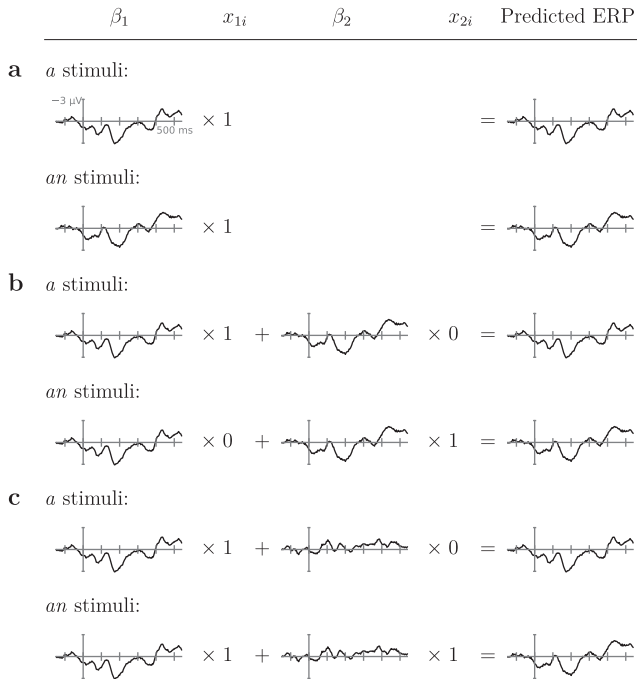 β₁ x₁ᵢ β₂ x₂ᵢ Predicted ERP
a a stimuli:
−3 µV
500 ms
× 1 =
an stimuli:
× 1 =
b a stimuli:
× 1 + × 0 =
an stimuli:
× 0 + × 1 =
c a stimuli:
× 1 + × 0 =
an stimuli:
× 1 + × 1 =